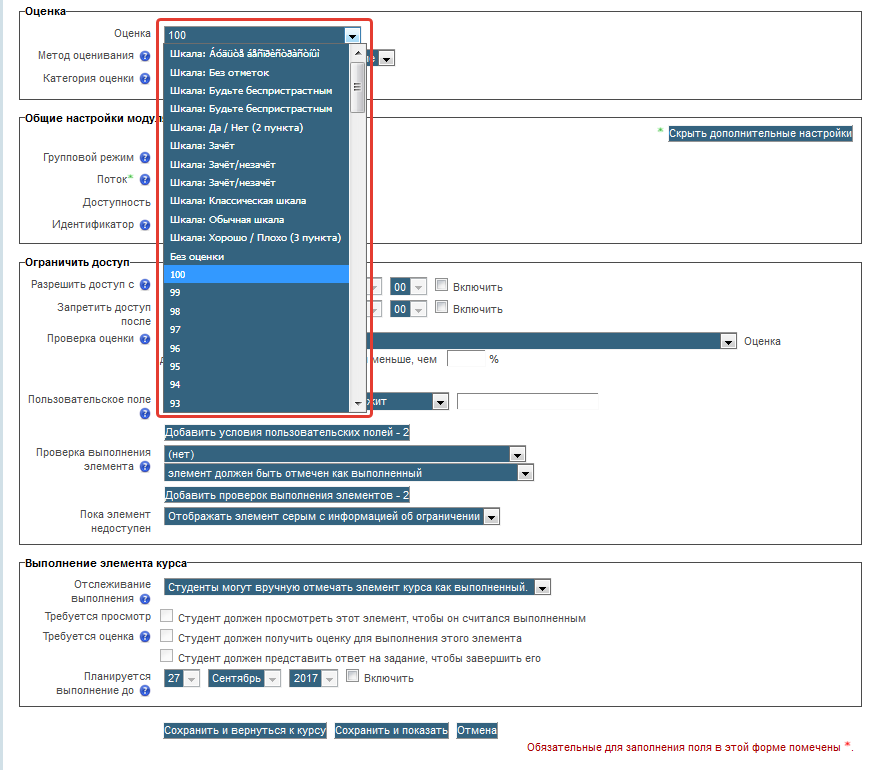 Оценка
Оценка 100
Шкала: Áóäüòå áåñïðèñòðàñòíûì
Метод оценивания
Шкала: Без отметок
Категория оценки
Шкала: Будьте беспристрастным
Шкала: Будьте беспристрастным
Общие настройки модуля
Шкала: Да / Нет (2 пункта)
* Скрыть дополнительные настройки
Шкала: Зачёт
Групповой режим
Шкала: Зачёт/незачёт
Поток*
Шкала: Зачёт/незачёт
Доступность
Шкала: Классическая шкала
Шкала: Обычная шкала
Идентификатор
Шкала: Хорошо / Плохо (3 пункта)
Без оценки
Ограничить доступ
100
Разрешить доступ с
00 Включить
99
Запретить доступ
после
98
00 Включить
97
Проверка оценки
Оценка
96
меньше, чем %
95
94
93
Пользовательское поле
Добавить условия пользовательских полей - 2
Проверка выполнения
элемента
(нет)
элемент должен быть отмечен как выполненный
Добавить проверок выполнения элементов - 2
Пока элемент
недоступен
Отображать элемент серым с информацией об ограничении
Выполнение элемента курса
Отслеживание
выполнения
Студенты могут вручную отмечать элемент курса как выполненный.
Требуется просмотр Студент должен просмотреть этот элемент, чтобы он считался выполненным
Требуется оценка Студент должен получить оценку для выполнения этого элемента
Студент должен представить ответ на задание, чтобы завершить его
Планируется
выполнение до
27 Сентябрь 2017 Включить
Сохранить и вернуться к курсу Сохранить и показать Отмена
Обязательные для заполнения поля в этой форме помечены *.